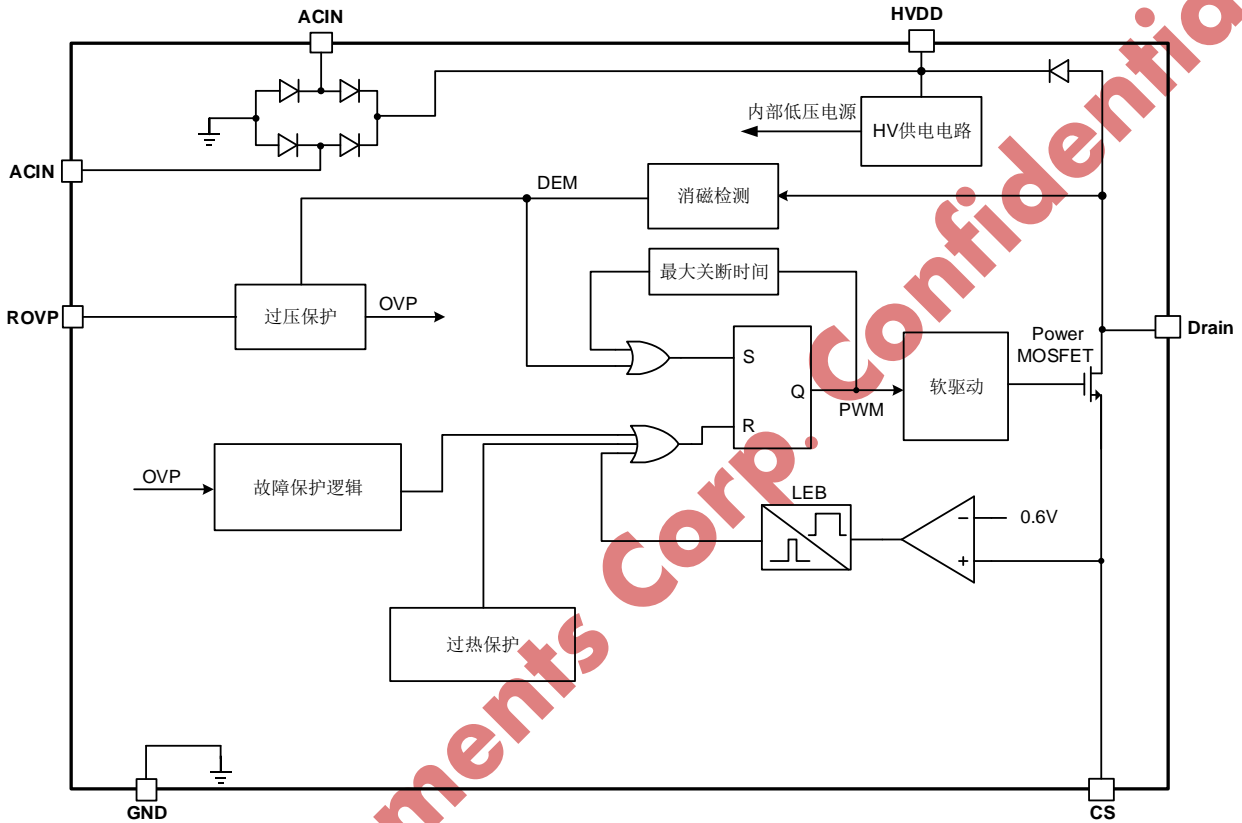 ACIN
HVDD
内部低压电源
HV供电电路
ACIN
DEM
消磁检测
最大关断时间
ROVP
过压保护
OVP
Drain
Power
MOSFET
S
Q
R
PWM
软驱动
OVP
故障保护逻辑
LEB
−
0.6V
+
过热保护
GND
CS
ments Corp. Confidentia